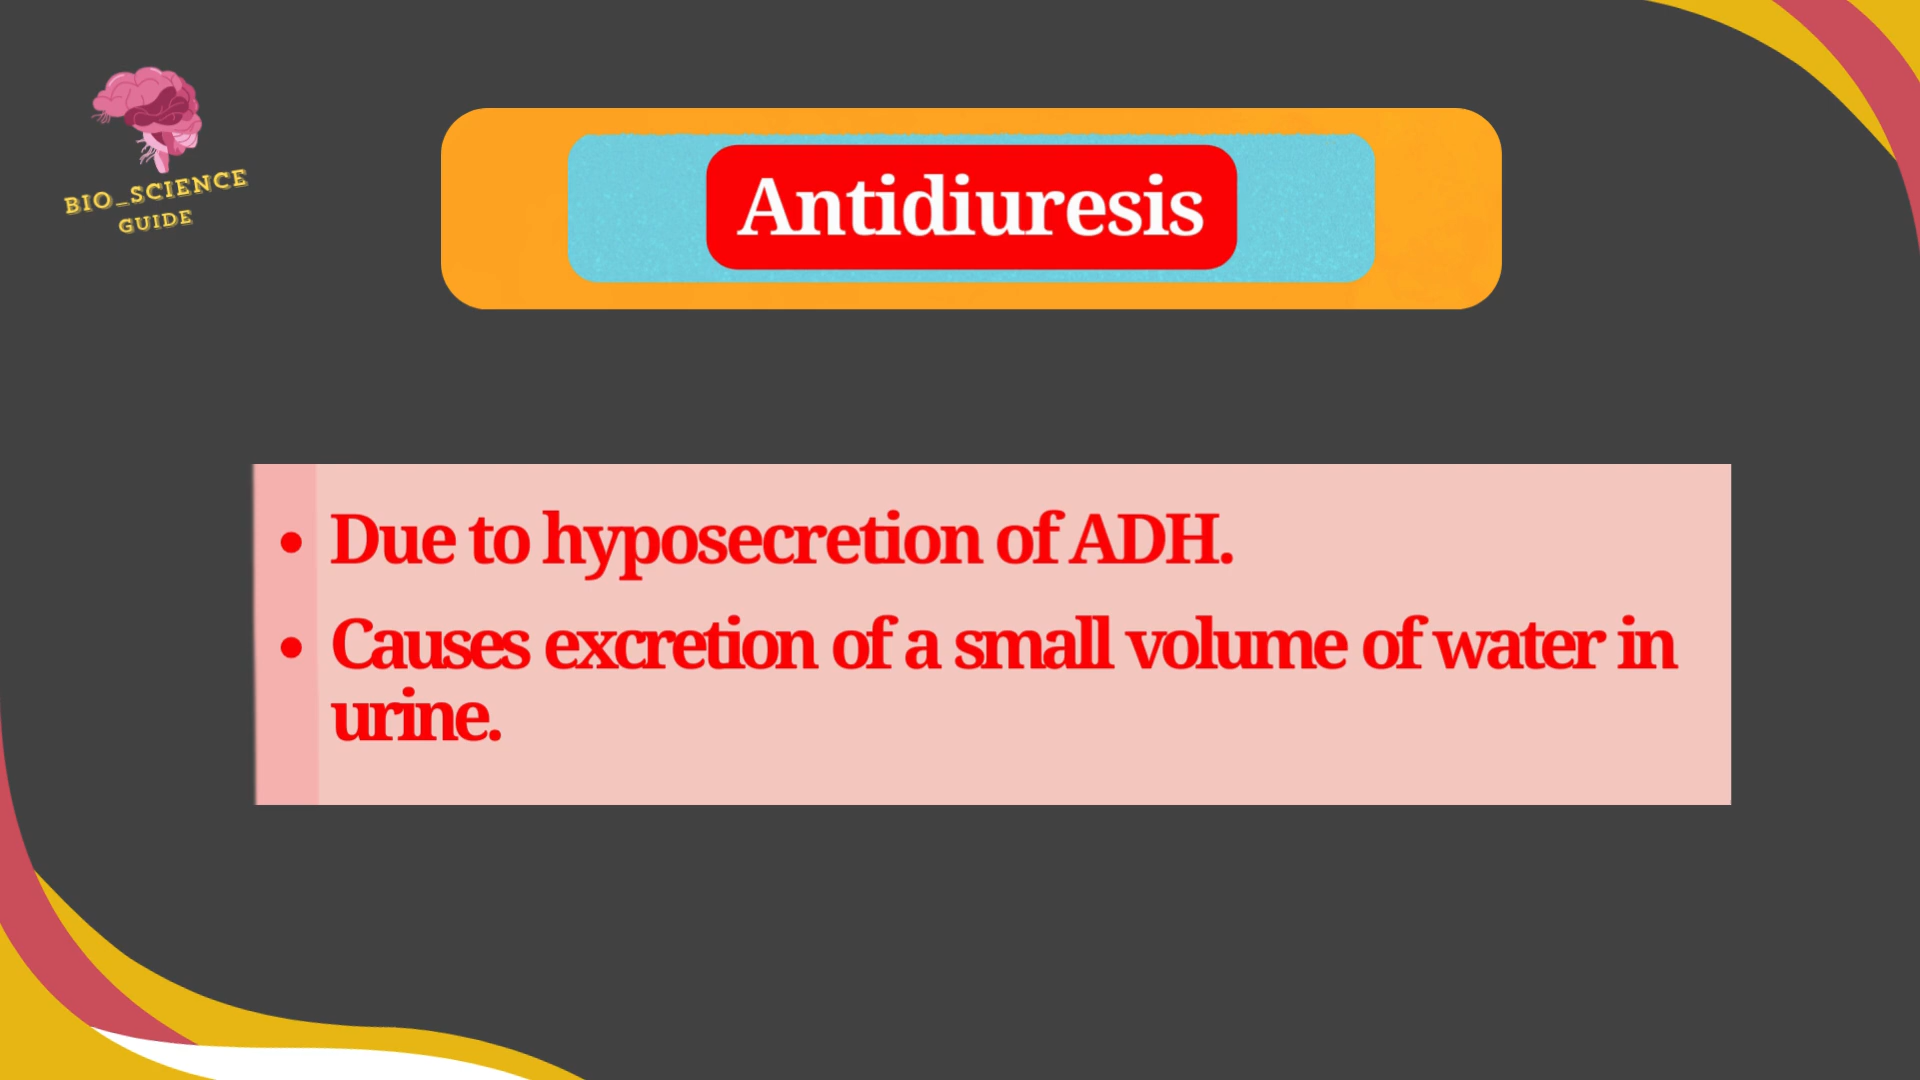 BIO_SCIENCE
GUIDE
Antidiuresis
• Due to hyposecretion of ADH.
• Causes excretion of a small volume of water in
urine.